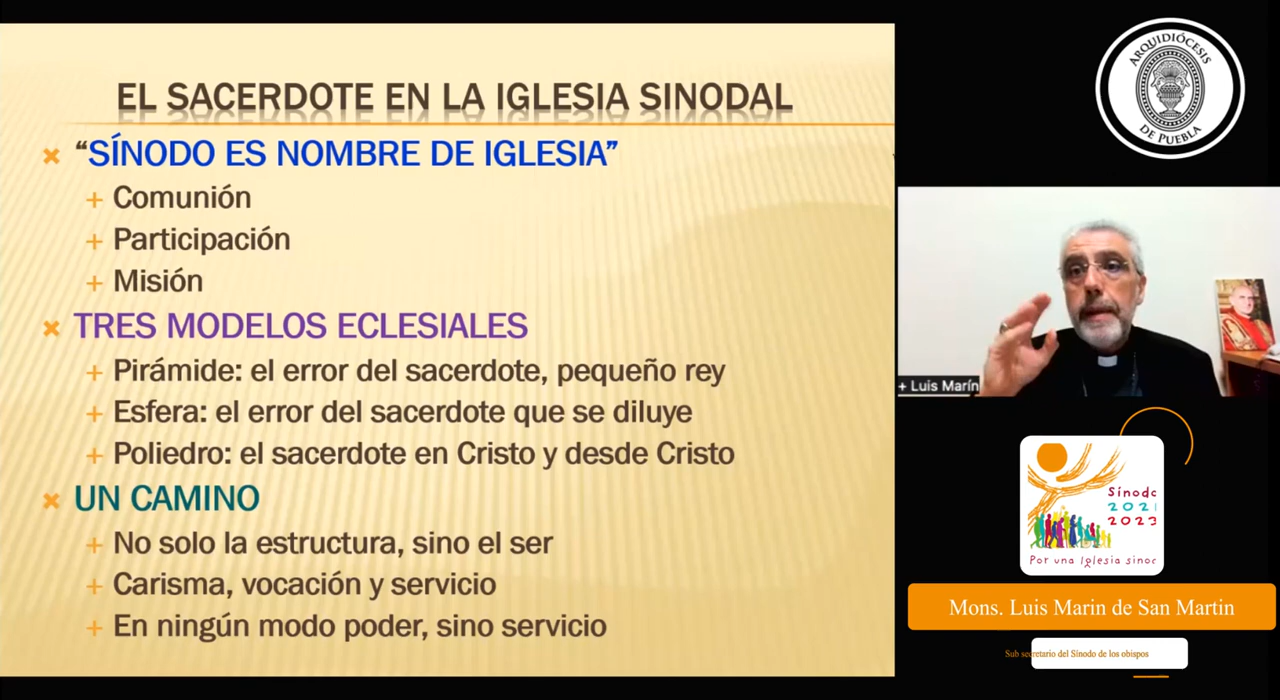 EL SACERDOTE EN LA IGLESIA SINODAL
“SÍNODO ES NOMBRE DE IGLESIA”
Comunión
Participación
Misión
TRES MODELOS ECLESIALES
Pirámide: el error del sacerdote, pequeño rey
Esfera: el error del sacerdote que se diluye
Poliedro: el sacerdote en Cristo y desde Cristo
UN CAMINO
No solo la estructura, sino el ser
Carisma, vocación y servicio
En ningún modo poder, sino servicio
ARQUIDIÓCESIS
DE PUEBLA
+ Luis Marín
Sínodo
202
2023
Por una Iglesia sinod
Mons. Luis Marin de San Martin
Sub secretario del Sínodo de los obispos